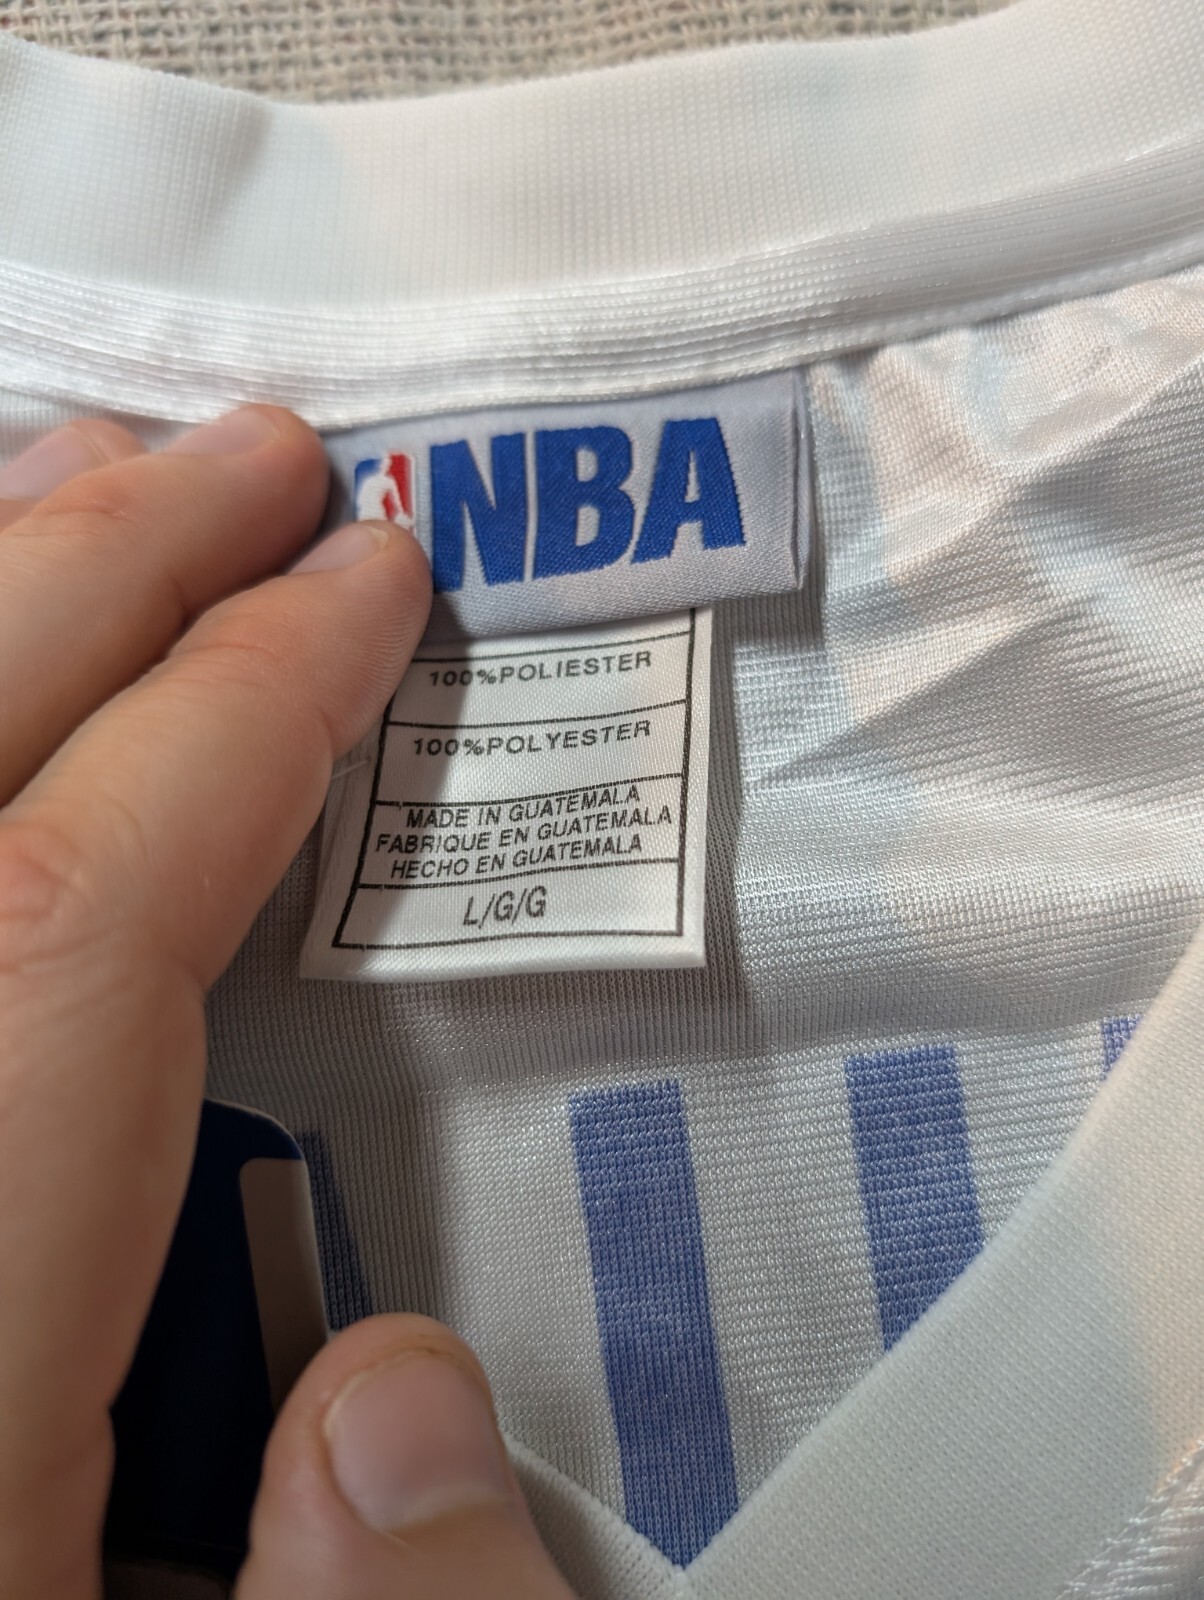 NBA
100%POLIESTER
100%POLYESTER
MADE IN GUATEMALA
FABRIQUE EN GUATEMALA
HECHO EN GUATEMALA
L/G/G